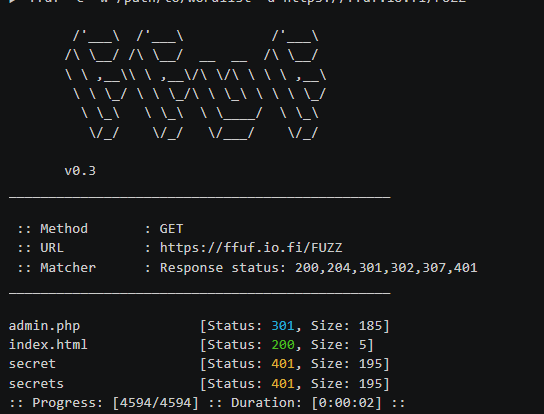 /'___\  /'___\           /'___\
       /\ \__/ /\ \__/  __  __  /\ \__/
       \ \ ,__\\ \ ,__\/\ \/\ \ \ \ ,__\
        \ \ \_/ \ \ \_/\ \ \_\ \ \ \ \_/
         \ \_\   \ \_\  \ \____/  \ \_\
          \/_/    \/_/   \/___/    \/_/
       v0.3
________________________________________________
 :: Method       : GET
 :: URL          : https://ffuf.io.fi/FUZZ
 :: Matcher      : Response status: 200,204,301,302,307,401
________________________________________________
admin.php               [Status: 301, Size: 185]
index.html              [Status: 200, Size: 5]
secret                  [Status: 401, Size: 195]
secrets                 [Status: 401, Size: 195]
:: Progress: [4594/4594] :: Duration: [0:00:02] ::